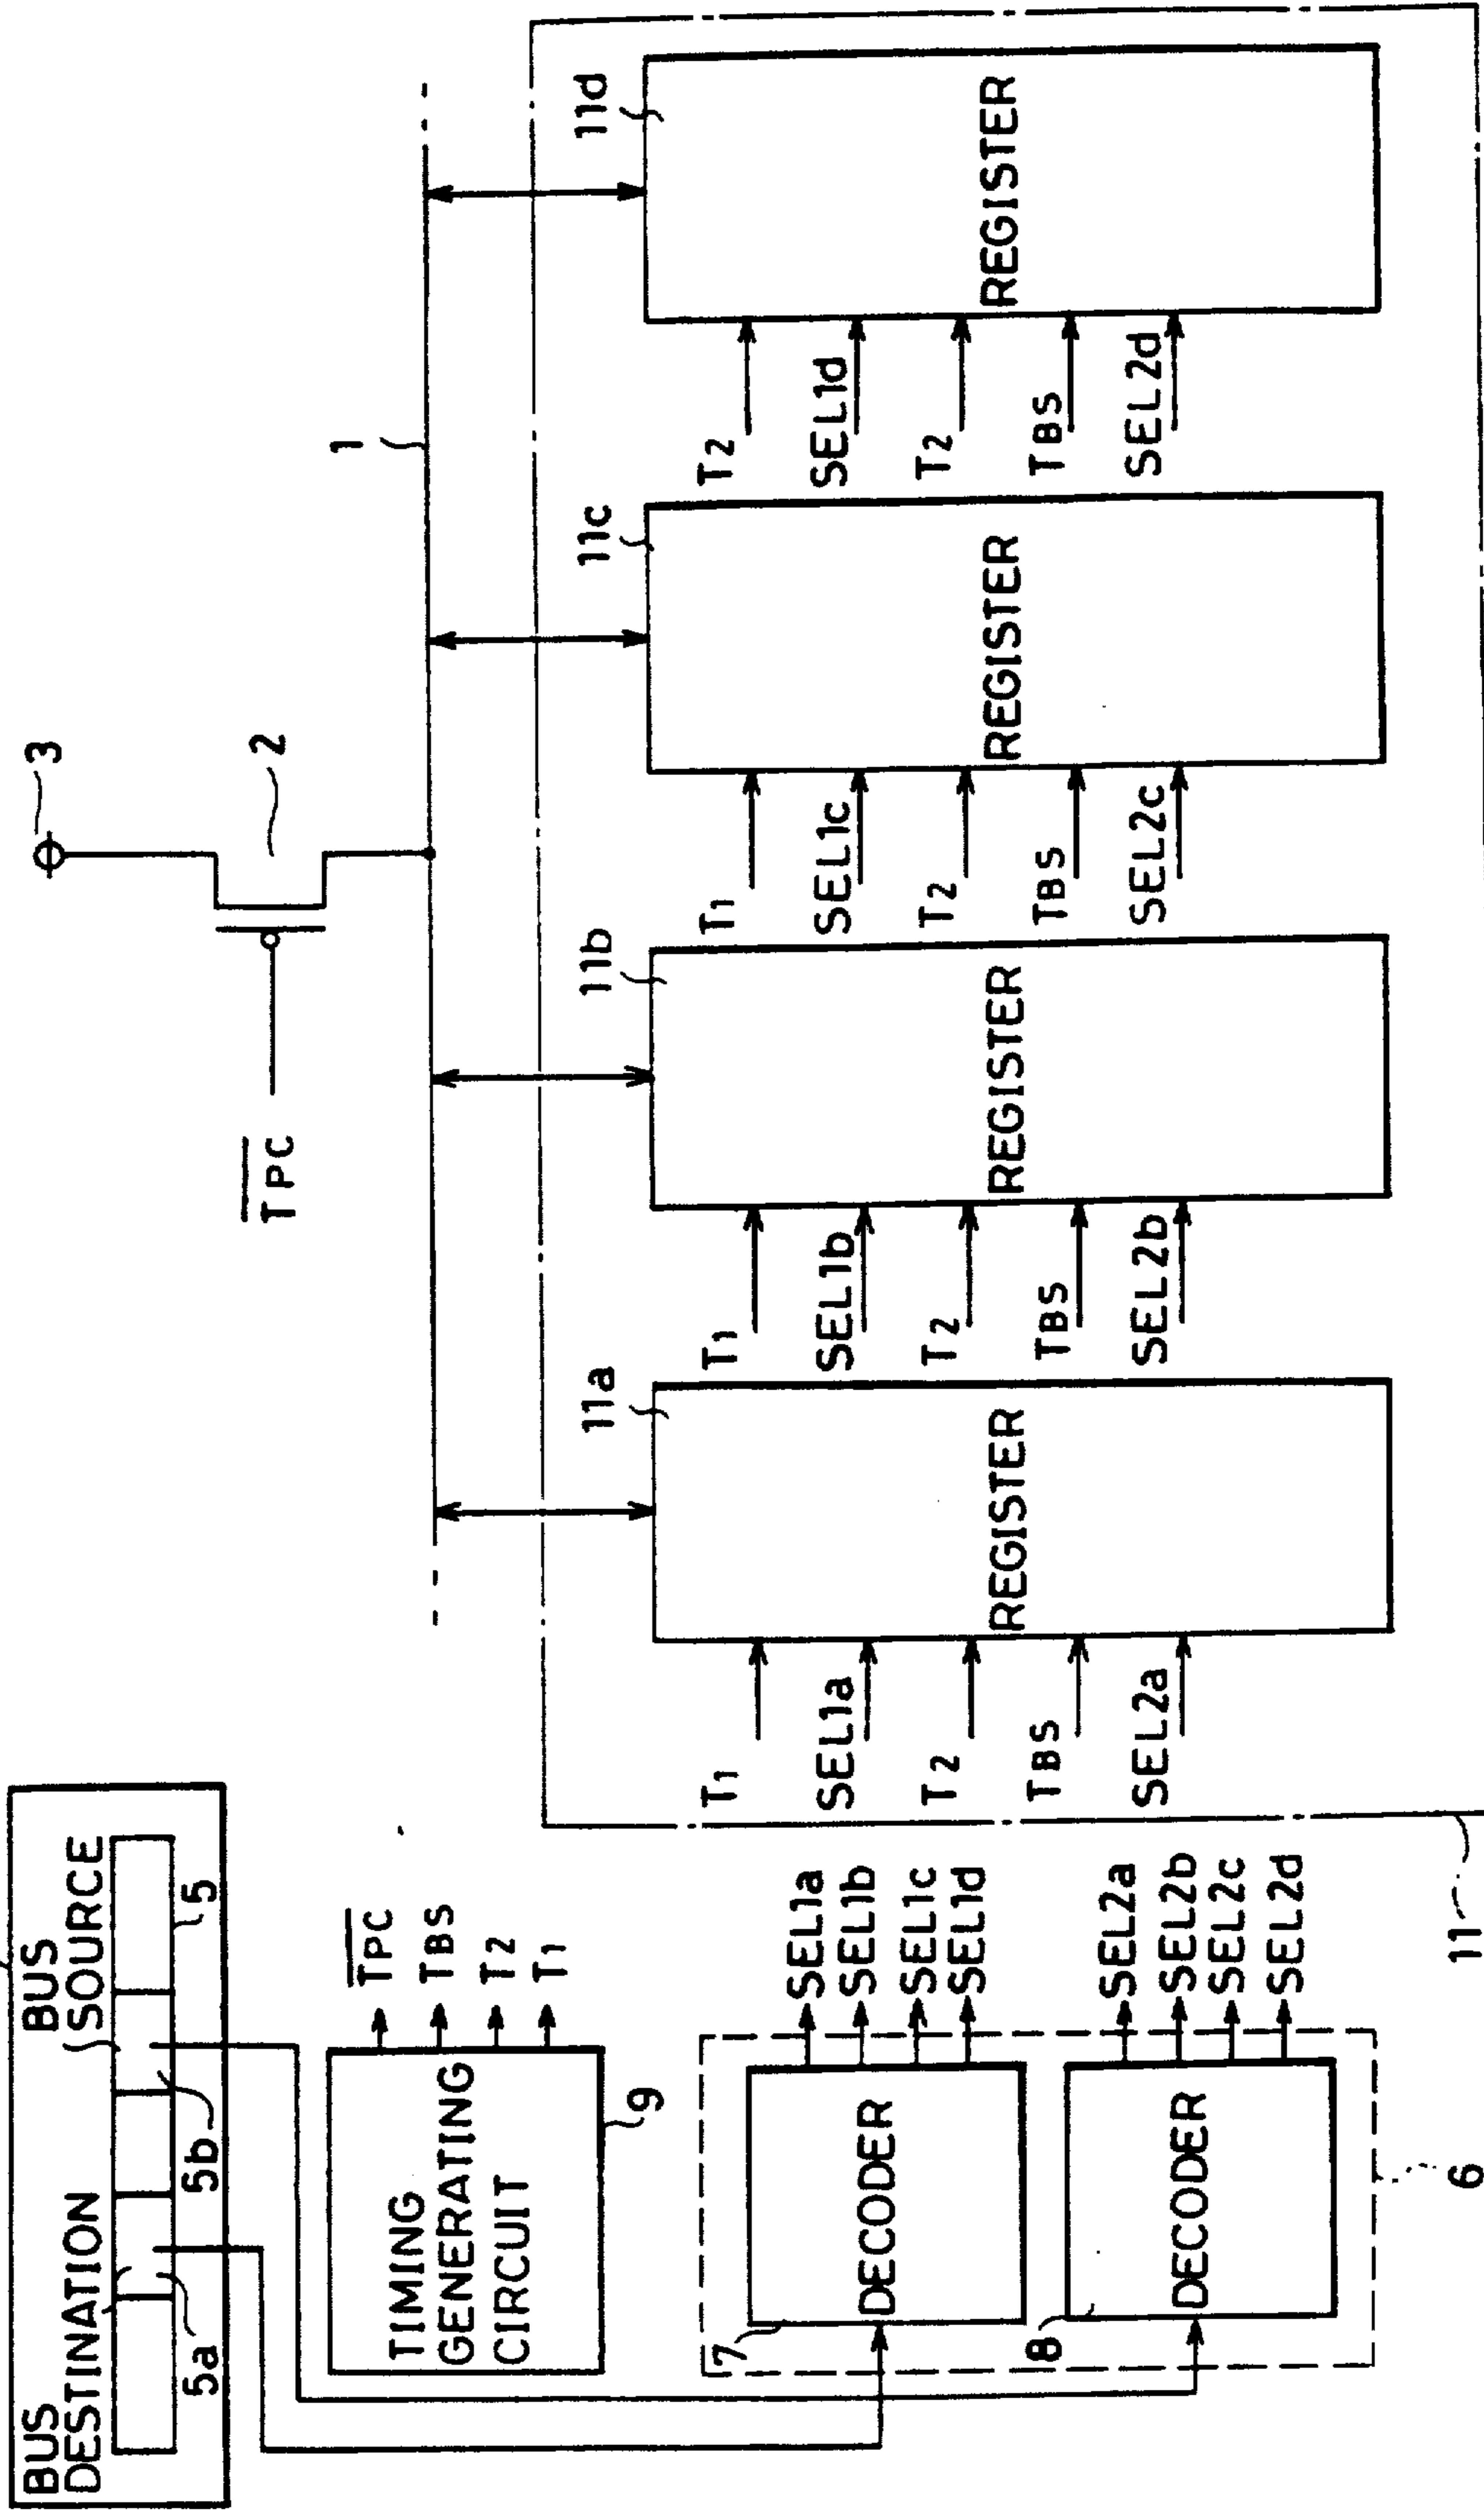 BUS
DESTINATION
BUS
SOURCE
5a
5b
5
TIMING
GENERATING
CIRCUIT
9
TPC
TBS
T2
T1
7
DECODER
SEL1a
SEL1b
SEL1c
SEL1d
8
DECODER
SEL2a
SEL2b
SEL2c
SEL2d
6
3
2
TPC
1
11
11a
T1
SEL1a
T2
TBS
SEL2a
REGISTER
11b
T1
SEL1b
T2
TBS
SEL2b
REGISTER
11c
T1
SEL1c
T2
TBS
SEL2c
REGISTER
11d
T2
SEL1d
T2
TBS
SEL2d
REGISTER